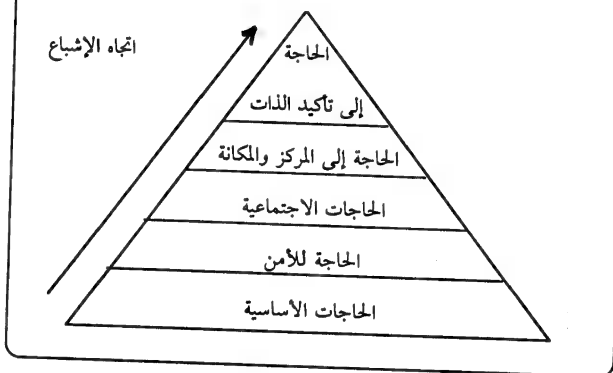 اتجاه الإشباع
الحاجة
إلى تأكيد الذات
الحاجة إلى المركز والمكانة
الحاجات الاجتماعية
الحاجة للأمن
الحاجات الأساسية